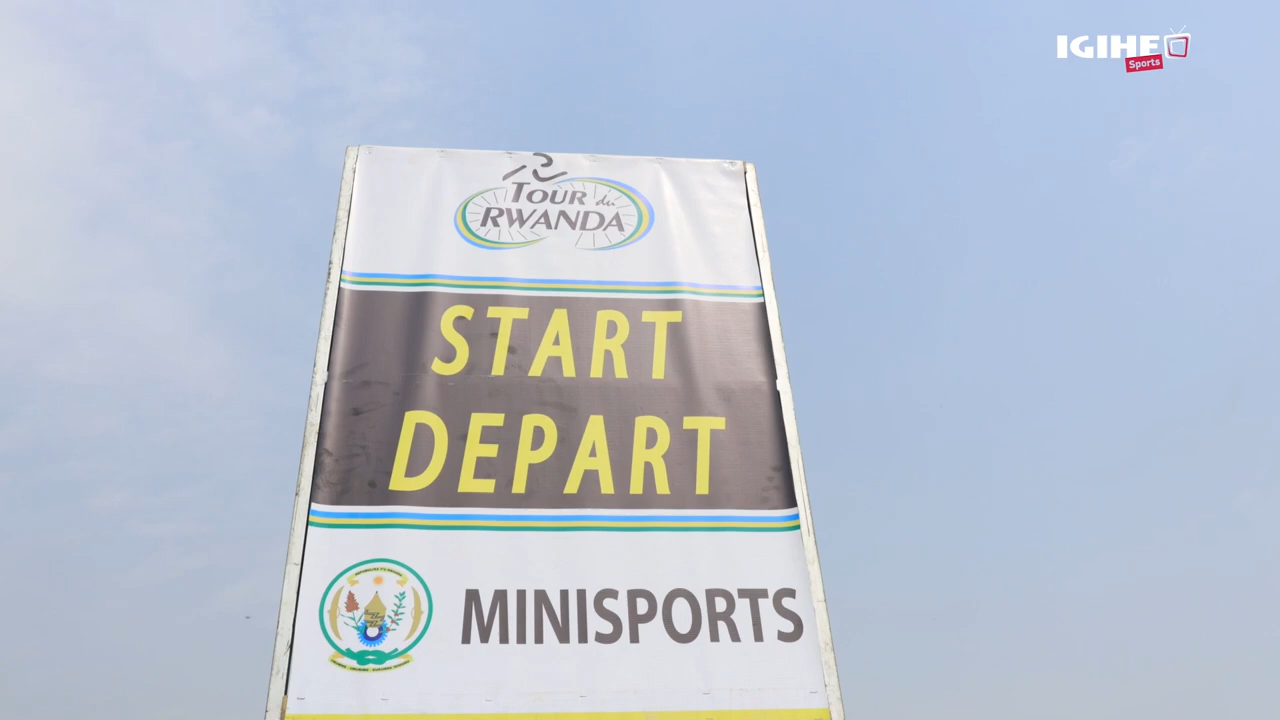 IGIHE
Sports
TOUR du
RWANDA
START
DEPART
MINISPORTS